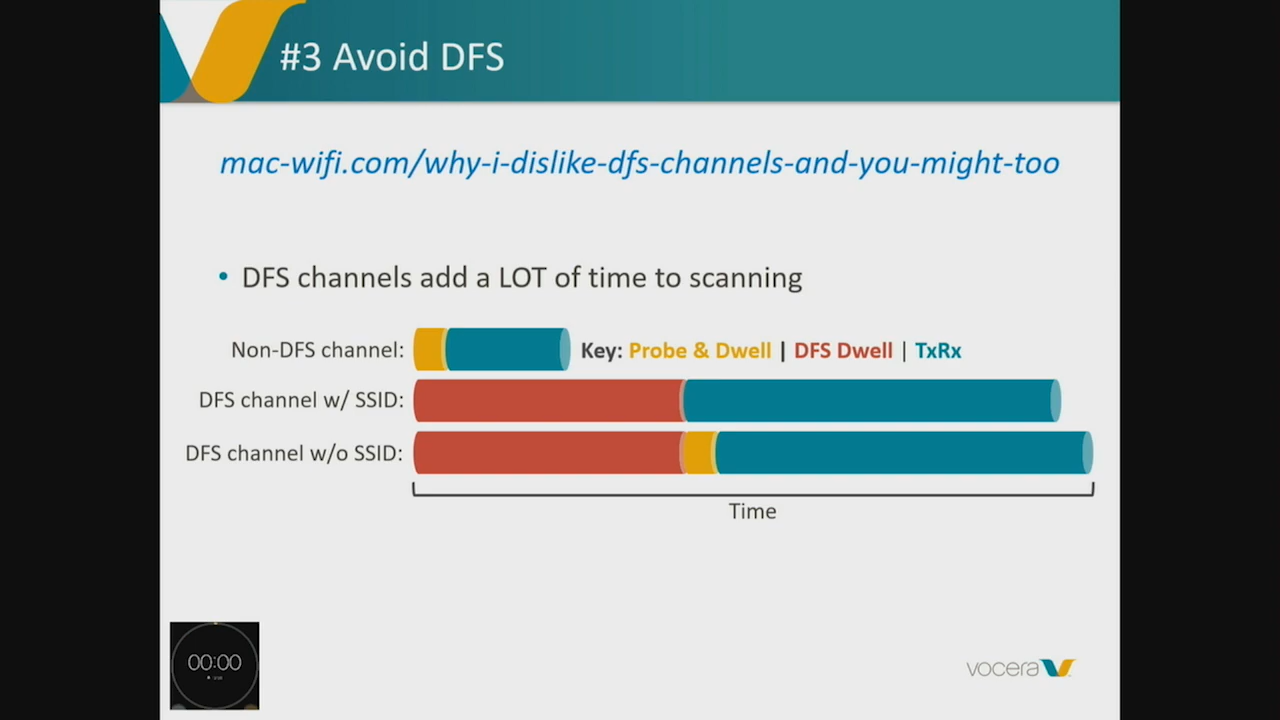 #3 Avoid DFS
mac-wifi.com/why-i-dislike-dfs-channels-and-you-might-too
• DFS channels add a LOT of time to scanning
Non-DFS channel:
Key: Probe & Dwell | DFS Dwell | TxRx
DFS channel w/ SSID:
DFS channel w/o SSID:
Time
00:00
vocera